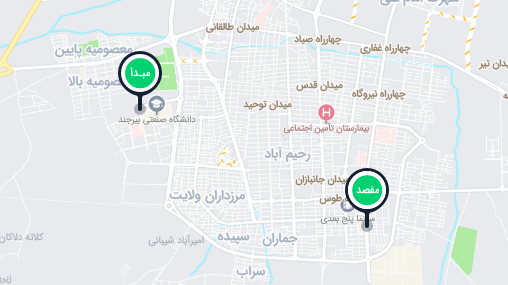 میدان طالقانی
چهارراه صیاد
چهارراه غفاری
معصومیه پایین
میدان تیر
معصومیه بالا
مبدأ
میدان قدس
چهارراه نیروگاه
میدان توحید
دانشگاه صنعتی بیرجند
بیمارستان تأمین اجتماعی
رحیم آباد
میدان جانبازان
مقصد
مرزداران ولایت
طوس
سینما پنج بعدی
کلاته دلاکان
امیرآباد شیبانی
سپیده
جماران
سراب